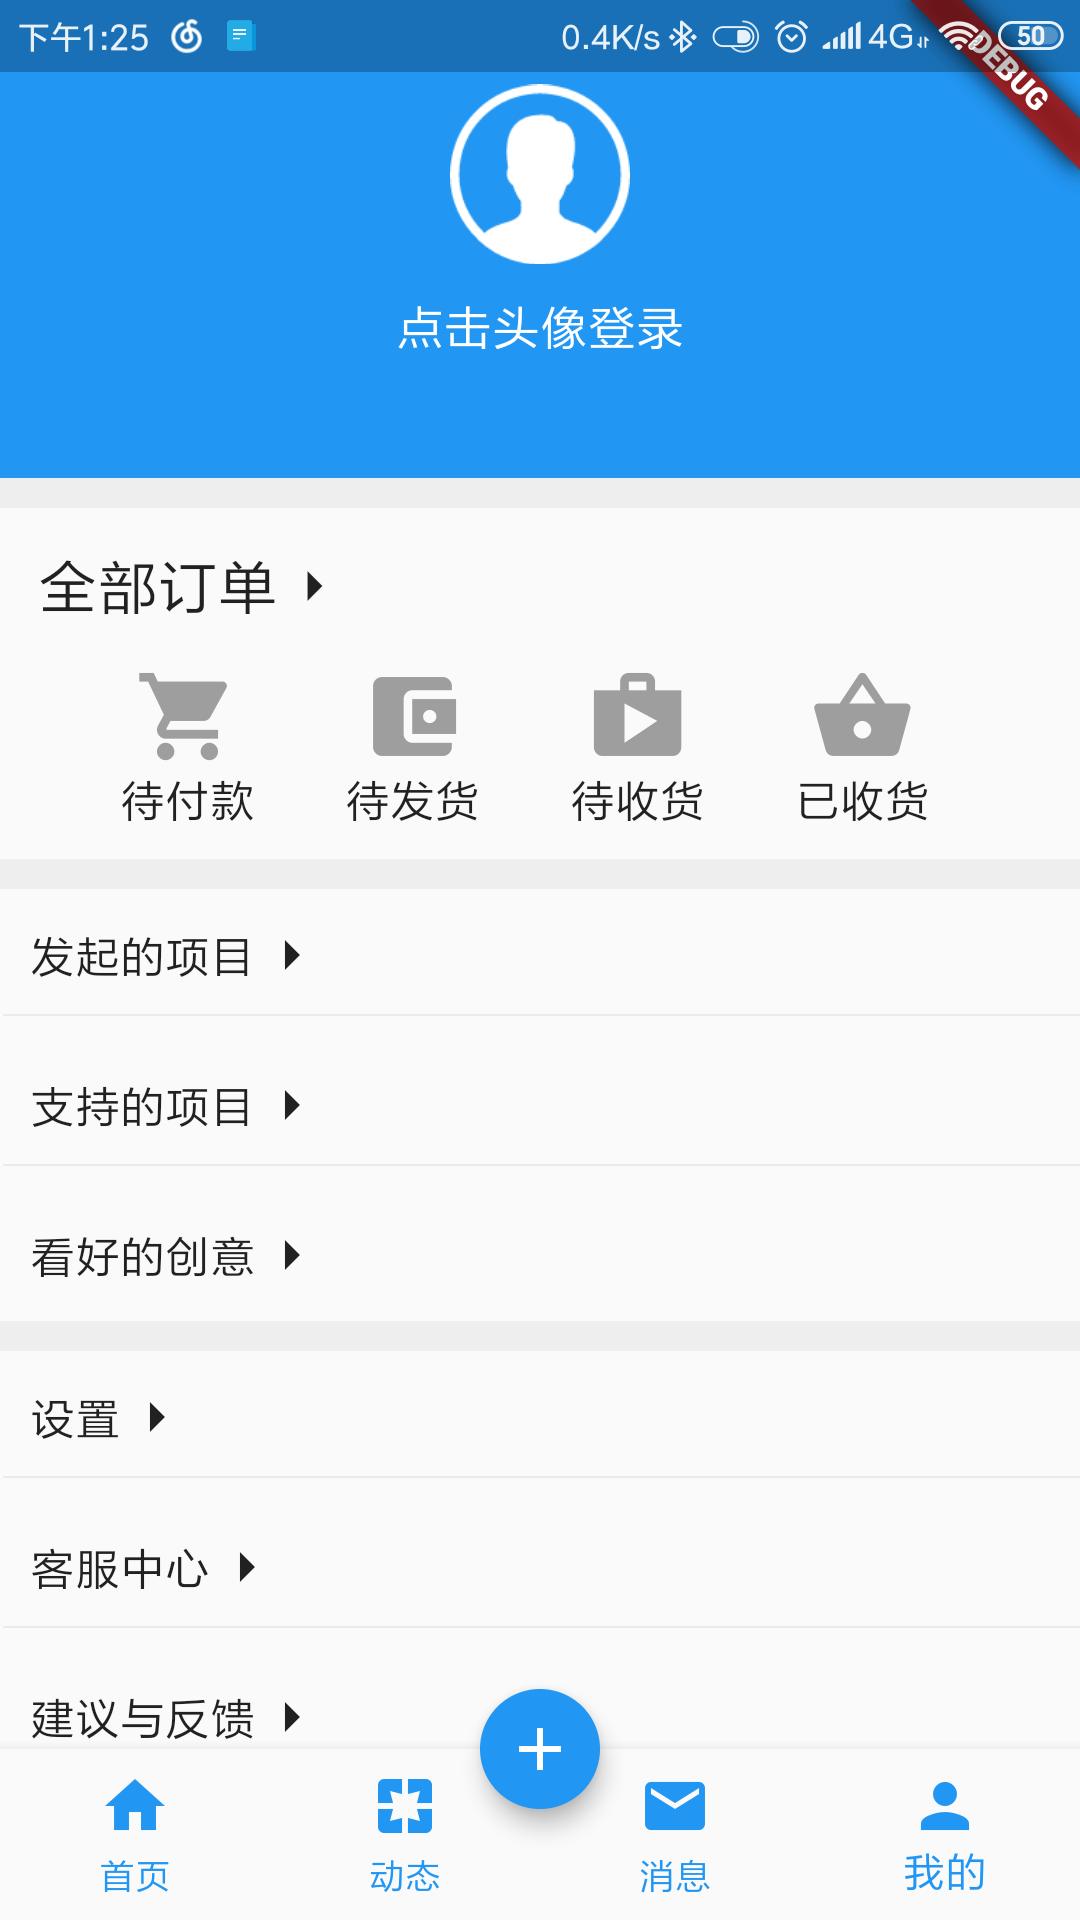 下午1:25 0.4K/s 4G 50
DEBUG
点击头像登录
全部订单
待付款 待发货 待收货 已收货
发起的项目
支持的项目
看好的创意
设置
客服中心
建议与反馈
首页 动态 消息 我的